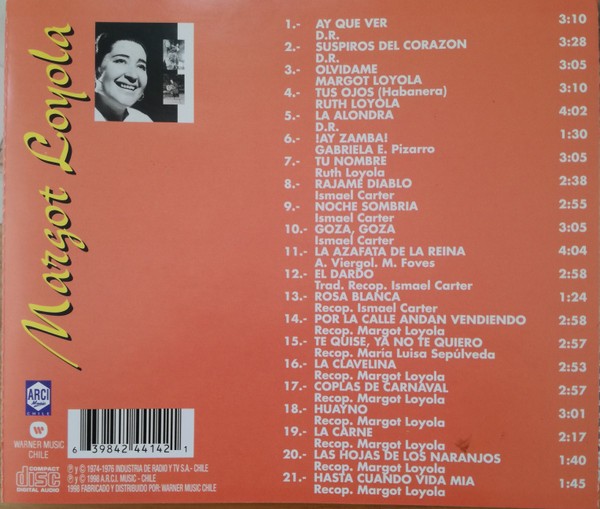 Margot Loyola
1.- AY QUE VER 3:10
D.R.
2.- SUSPIROS DEL CORAZON 3:28
D.R.
3.- OLVIDAME 3:05
MARGOT LOYOLA
4.- TUS OJOS (Habanera) 3:10
RUTH LOYOLA
5.- LA ALONDRA 4:02
D.R.
6.- !AY ZAMBA! 1:30
GABRIELA E. Pizarro
7.- TU NOMBRE 3:05
Ruth Loyola
8.- RAJAME DIABLO 2:38
Ismael Carter
9.- NOCHE SOMBRIA 2:55
Ismael Carter
10.- GOZA, GOZA 3:05
Ismael Carter
11.- LA AZAFATA DE LA REINA 4:04
A. Viergol. M. Foves
12.- EL DARDO 2:58
Trad. Recop. Ismael Carter
13.- ROSA BLANCA 1:24
Recop. Ismael Carter
14.- POR LA CALLE ANDAN VENDIENDO 2:58
Recop. Margot Loyola
15.- TE QUISE, YA NO TE QUIERO 2:57
Recop. María Luisa Sepúlveda
16.- LA CLAVELINA 2:53
Recop. Margot Loyola
17.- COPLAS DE CARNAVAL 2:57
Recop. Margot Loyola
18.- HUAYNO 3:01
Recop. Margot Loyola
19.- LA CARNE 2:17
Recop. Margot Loyola
20.- LAS HOJAS DE LOS NARANJOS 1:40
Recop. Margot Loyola
21.- HASTA CUANDO VIDA MIA 1:45
Recop. Margot Loyola
ARCI
Music
CHILE
WARNER MUSIC
CHILE
6 39842 44142 1
COMPACT
disc
DIGITAL AUDIO
℗ y © 1974-1976 INDUSTRIA DE RADIO Y TV S.A - CHILE
℗ y © 1998 A.R.C.I. MUSIC - CHILE
1998 FABRICADO Y DISTRIBUIDO POR: WARNER MUSIC CHILE